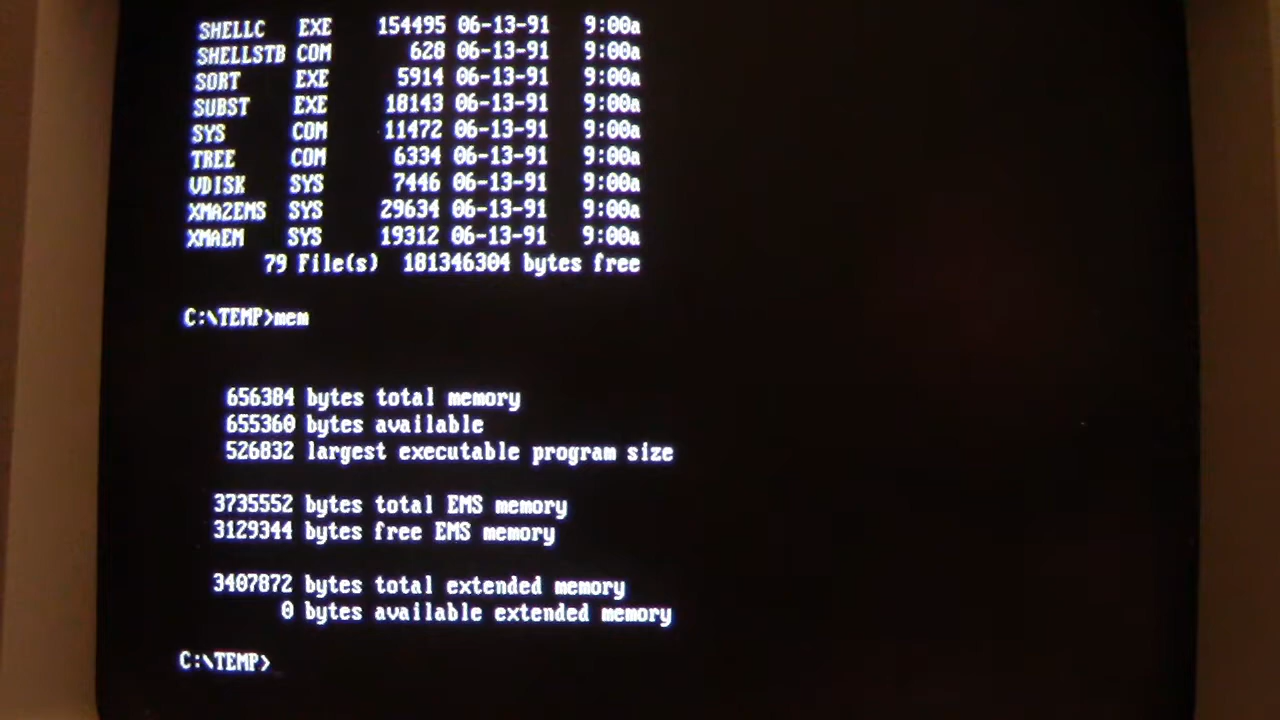 SHELLC EXE 154495 06-13-91 9:00a
SHELLSTB COM 628 06-13-91 9:00a
SORT EXE 5914 06-13-91 9:00a
SUBST EXE 18143 06-13-91 9:00a
SYS COM 11472 06-13-91 9:00a
TREE COM 6334 06-13-91 9:00a
VDISK SYS 7446 06-13-91 9:00a
XMA2EMS SYS 29634 06-13-91 9:00a
XMAEM SYS 19312 06-13-91 9:00a
79 File(s) 181346304 bytes free
C:\TEMP>mem
656384 bytes total memory
655360 bytes available
526832 largest executable program size
3735552 bytes total EMS memory
3129344 bytes free EMS memory
3407872 bytes total extended memory
0 bytes available extended memory
C:\TEMP>